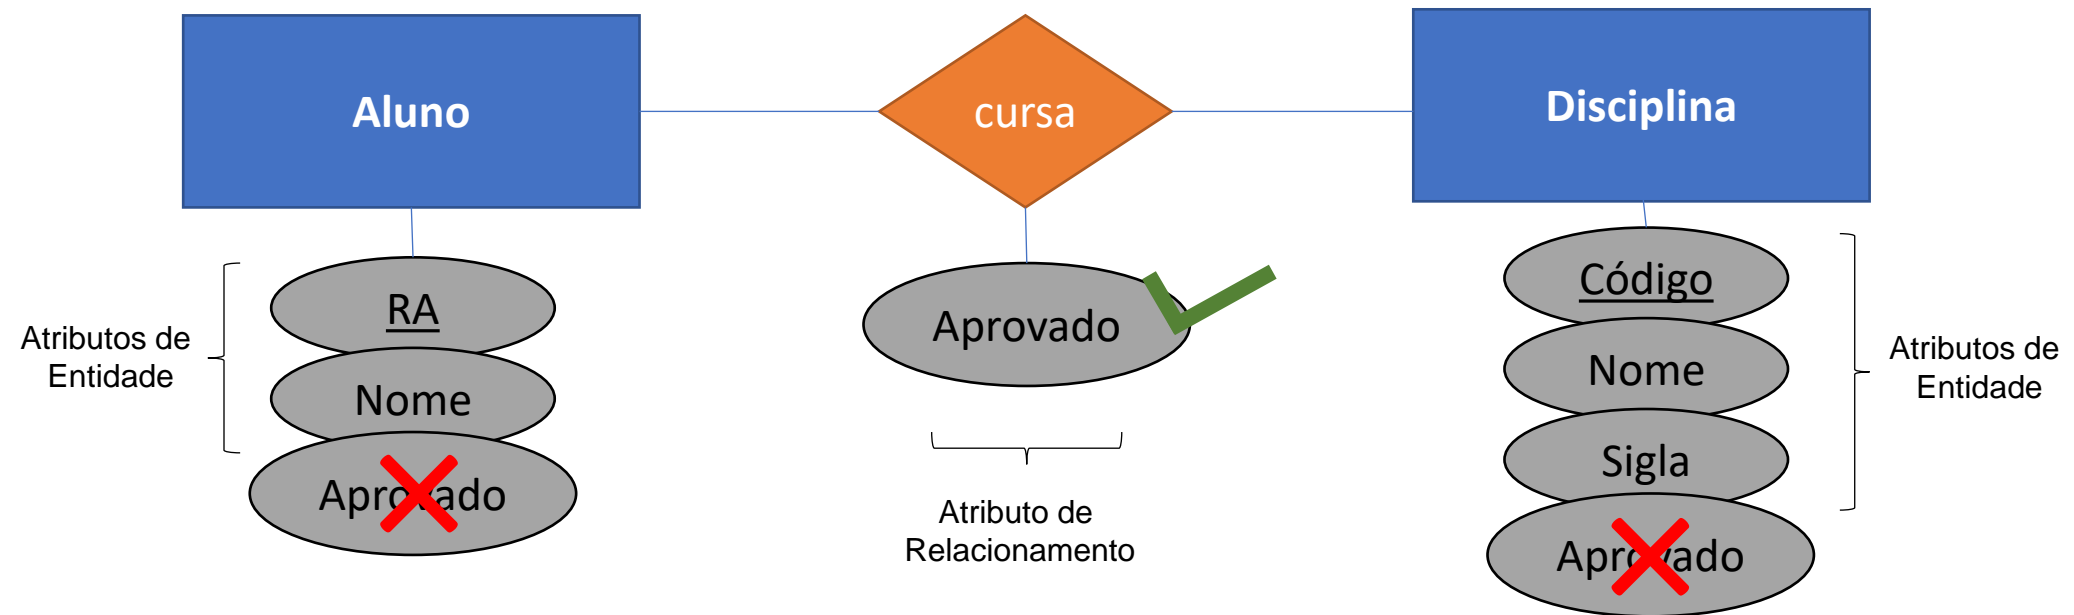 Aluno
cursa
Disciplina
Atributos de
Entidade
RA
Nome
Aprovado
Aprovado
Atributo de
Relacionamento
Código
Nome
Sigla
Aprovado
Atributos de
Entidade